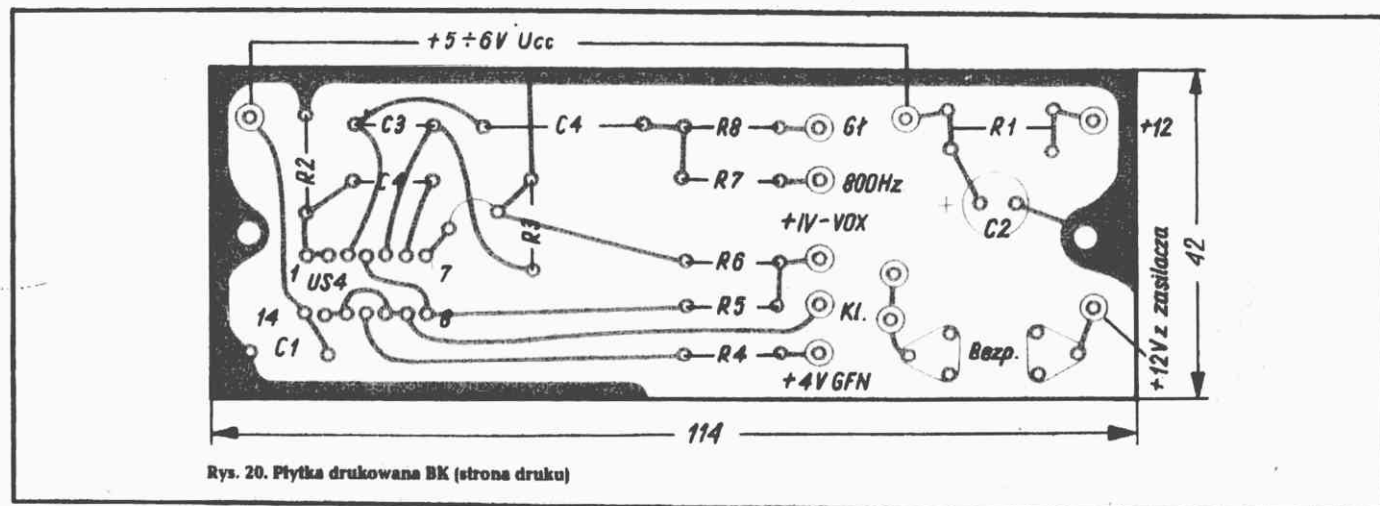 +5÷6V Ucc
C3
C4
R8
Gł
R1
+12
R2
C4
R7
800Hz
+
C2
+1V-VOX
R3
1
US4
7
R6
R5
Kl.
14
8
C1
R4
+4V GFN
Bezp.
+12V z zasilacza
42
114
Rys. 20. Płytka drukowana BK (strona druku)